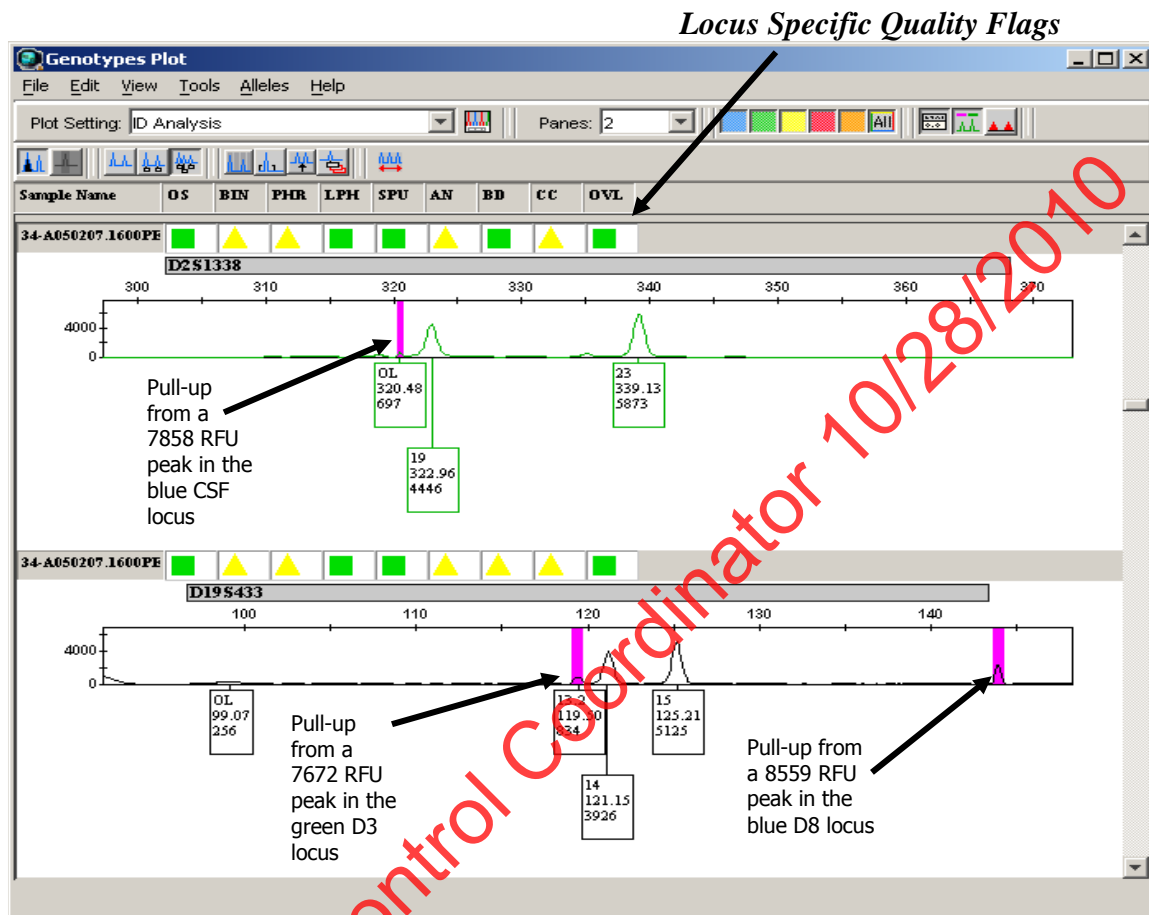 Locus Specific Quality Flags
Genotypes Plot
File Edit View Tools Alleles Help
Plot Setting: ID Analysis Panes: 2 All
Sample Name OS BIN PHR LPH SPU AN BD CC OVL
34-A050207.1600PE
D2S1338
300 310 320 330 340 350 360 370
4000
0
OL
320.48
697
23
339.13
5873
19
322.96
4446
Pull-up
from a
7858 RFU
peak in the
blue CSF
locus
34-A050207.1600PE
D19S433
100 110 120 130 140
4000
0
OL
99.07
256
13.2
119.50
834
15
125.21
5125
14
121.15
3926
Pull-up
from a
7672 RFU
peak in the
green D3
locus
Pull-up from
a 8559 RFU
peak in the
blue D8 locus
ontrol Coordinator 10/28/2010